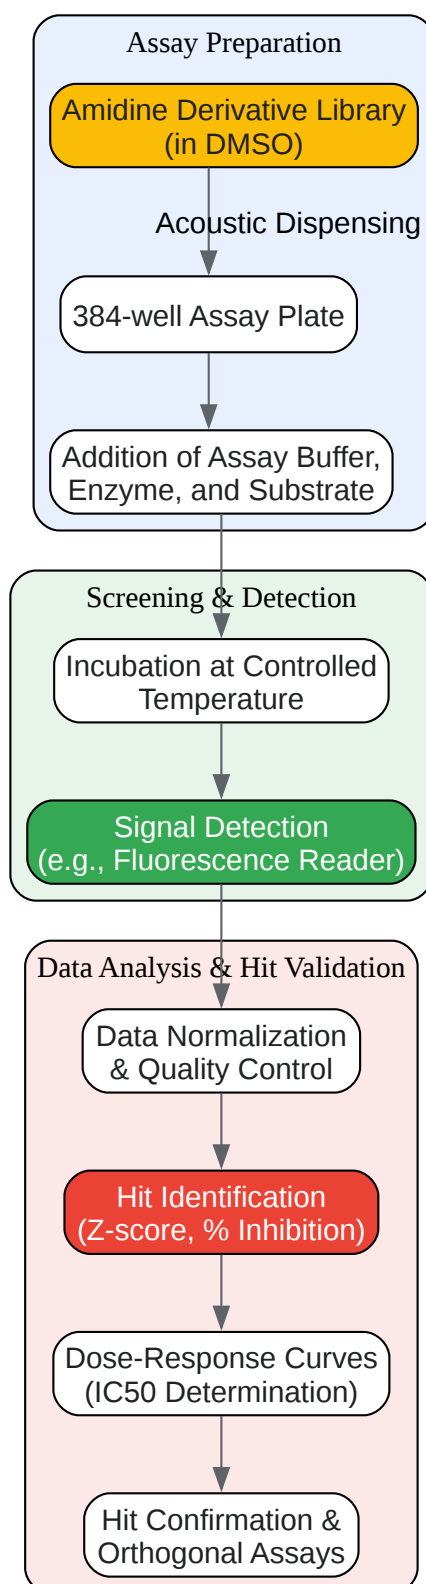 Assay Preparation
Amidine Derivative Library
(in DMSO)
Acoustic Dispensing
384-well Assay Plate
Addition of Assay Buffer,
Enzyme, and Substrate
Screening & Detection
Incubation at Controlled
Temperature
Signal Detection
(e.g., Fluorescence Reader)
Data Analysis & Hit Validation
Data Normalization
& Quality Control
Hit Identification
(Z-score, % Inhibition)
Dose-Response Curves
(IC50 Determination)
Hit Confirmation &
Orthogonal Assays